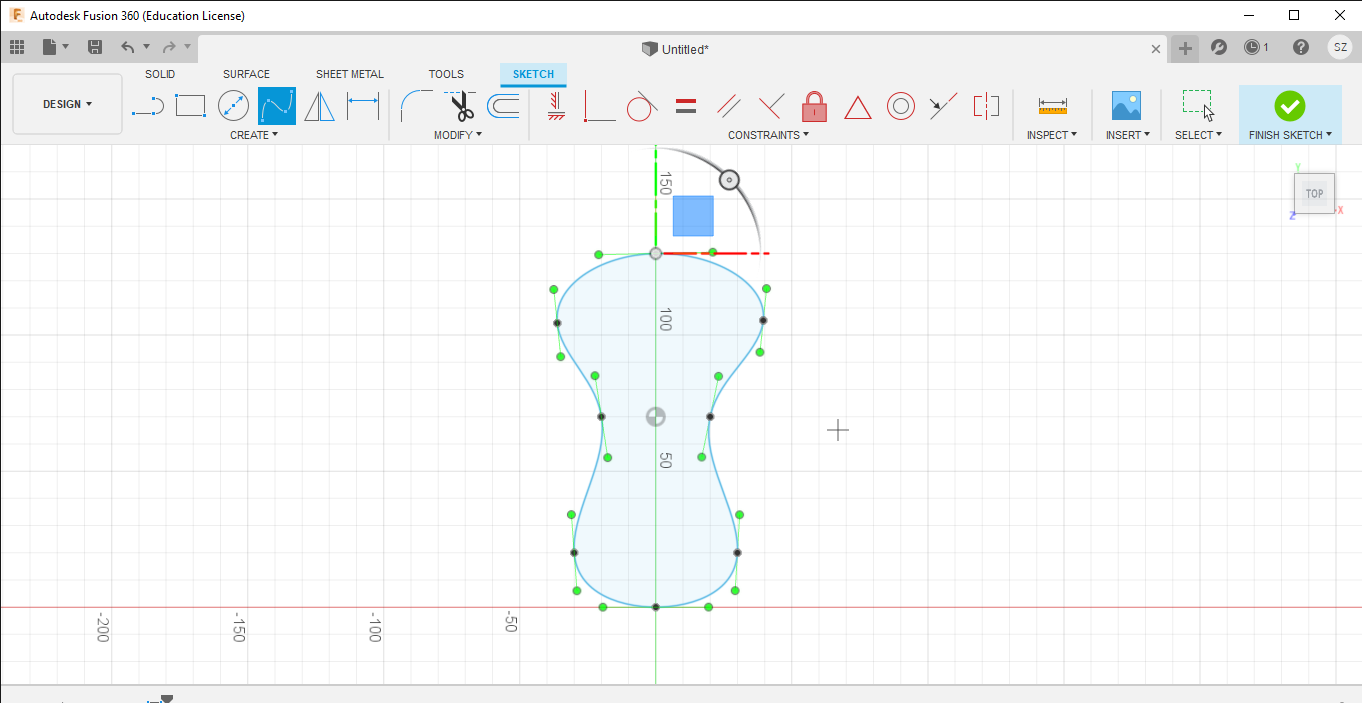 Autodesk Fusion 360 (Education License)
Untitled*
1
SZ
DESIGN
SOLID
SURFACE
SHEET METAL
TOOLS
SKETCH
CREATE
MODIFY
CONSTRAINTS
INSPECT
INSERT
SELECT
FINISH SKETCH
150
100
50
-200
-150
-100
-50
Y
TOP
Z
X